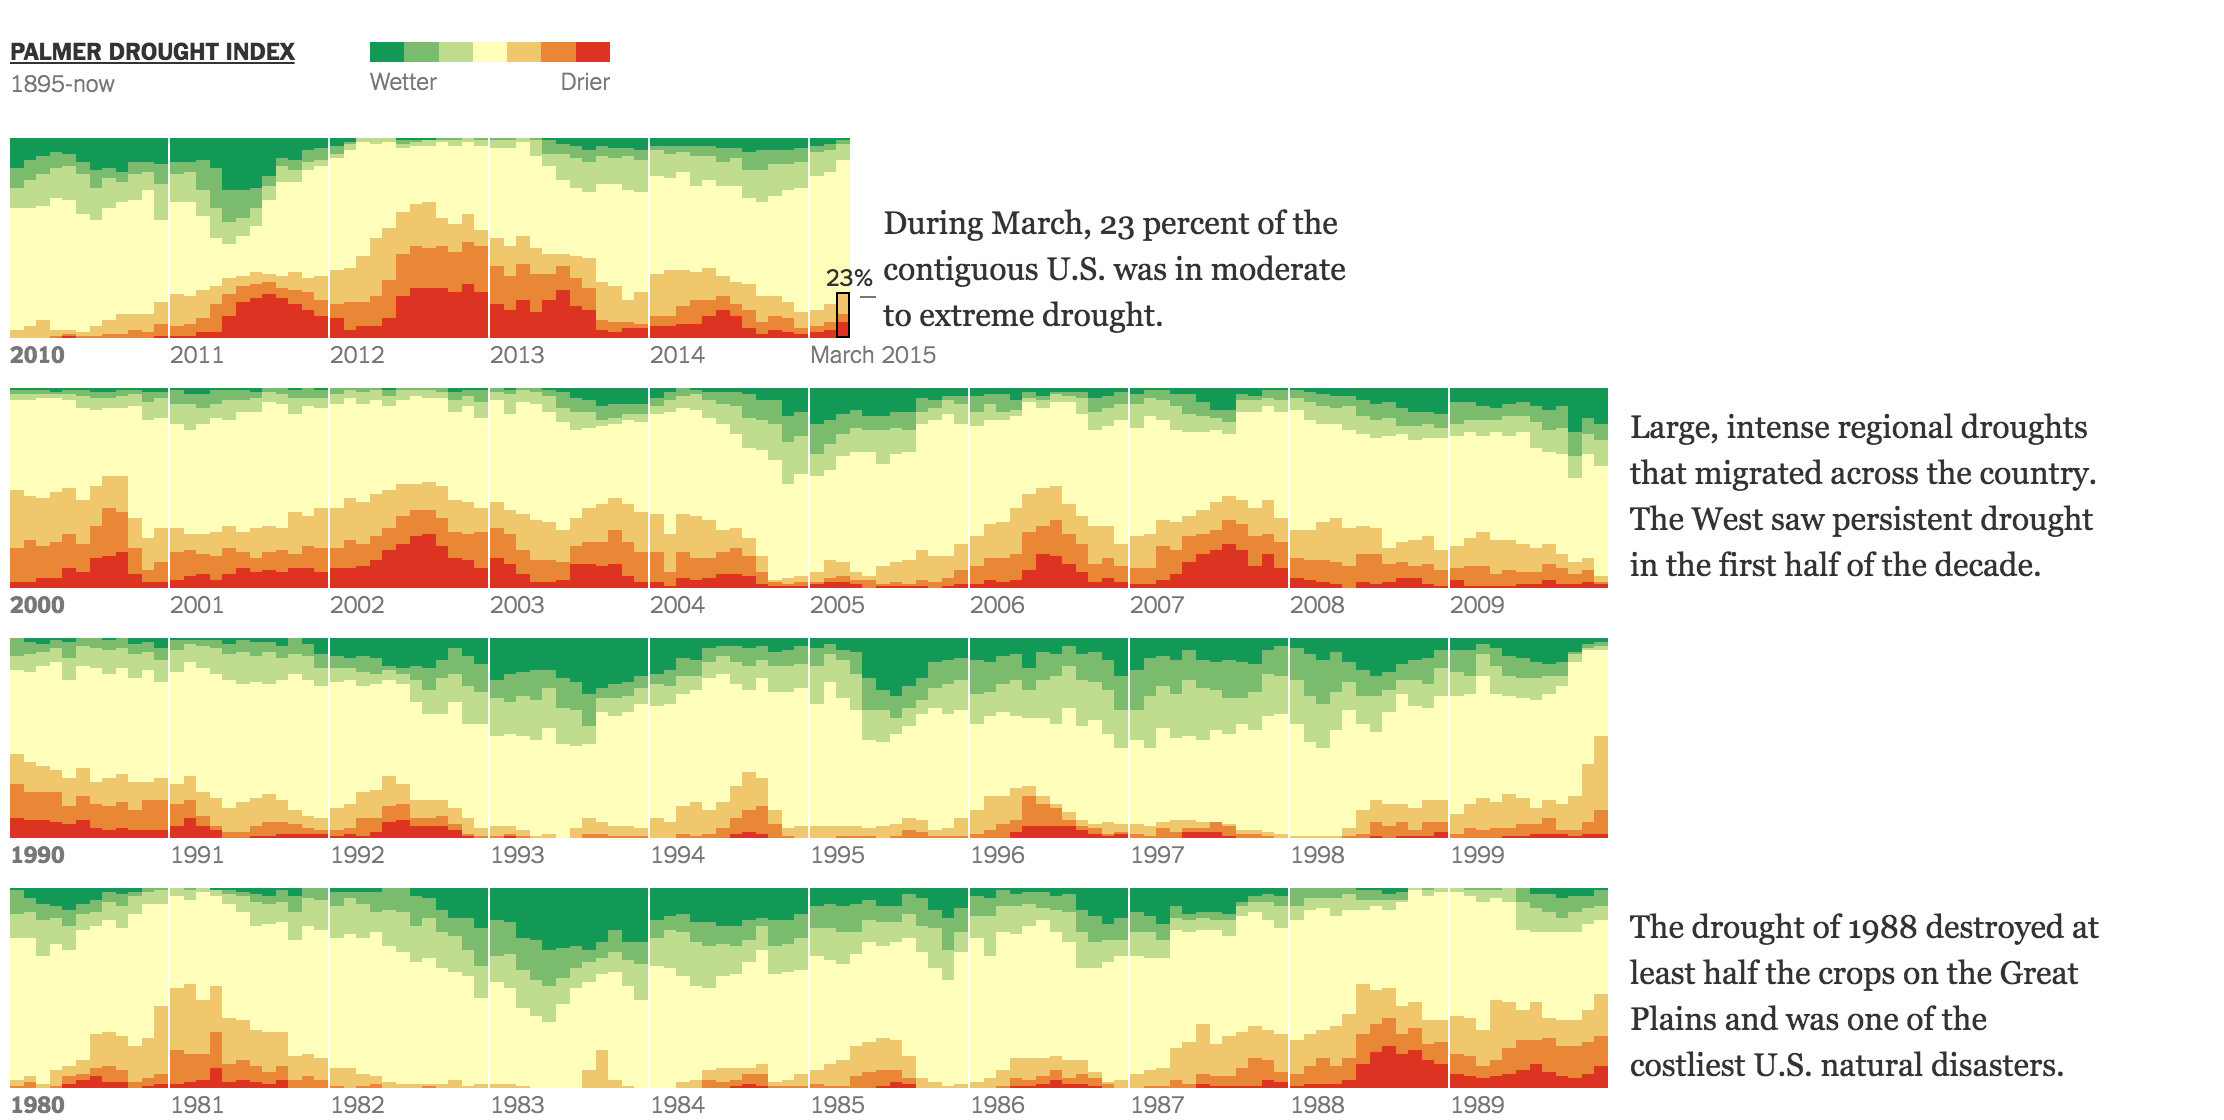 PALMER DROUGHT INDEX
1895-now
Wetter Drier
23%
During March, 23 percent of the
contiguous U.S. was in moderate
to extreme drought.
2010 2011 2012 2013 2014 March 2015
Large, intense regional droughts
that migrated across the country.
The West saw persistent drought
in the first half of the decade.
2000 2001 2002 2003 2004 2005 2006 2007 2008 2009
1990 1991 1992 1993 1994 1995 1996 1997 1998 1999
The drought of 1988 destroyed at
least half the crops on the Great
Plains and was one of the
costliest U.S. natural disasters.
1980 1981 1982 1983 1984 1985 1986 1987 1988 1989